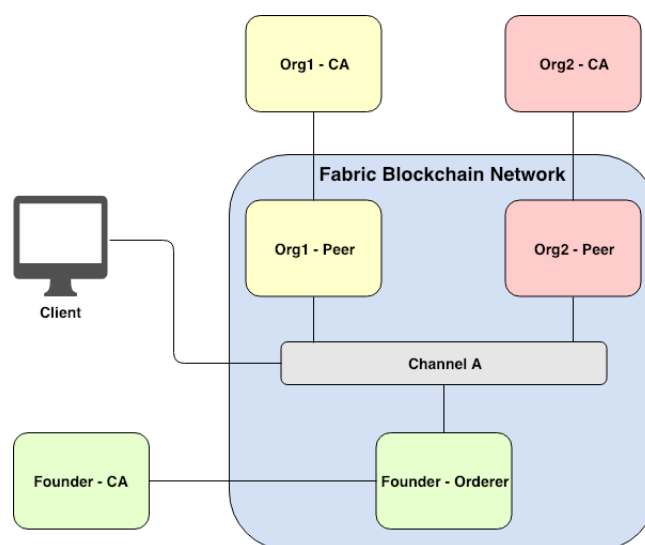 Org1 - CA
Org2 - CA
Fabric Blockchain Network
Org1 - Peer
Org2 - Peer
Client
Channel A
Founder - CA
Founder - Orderer